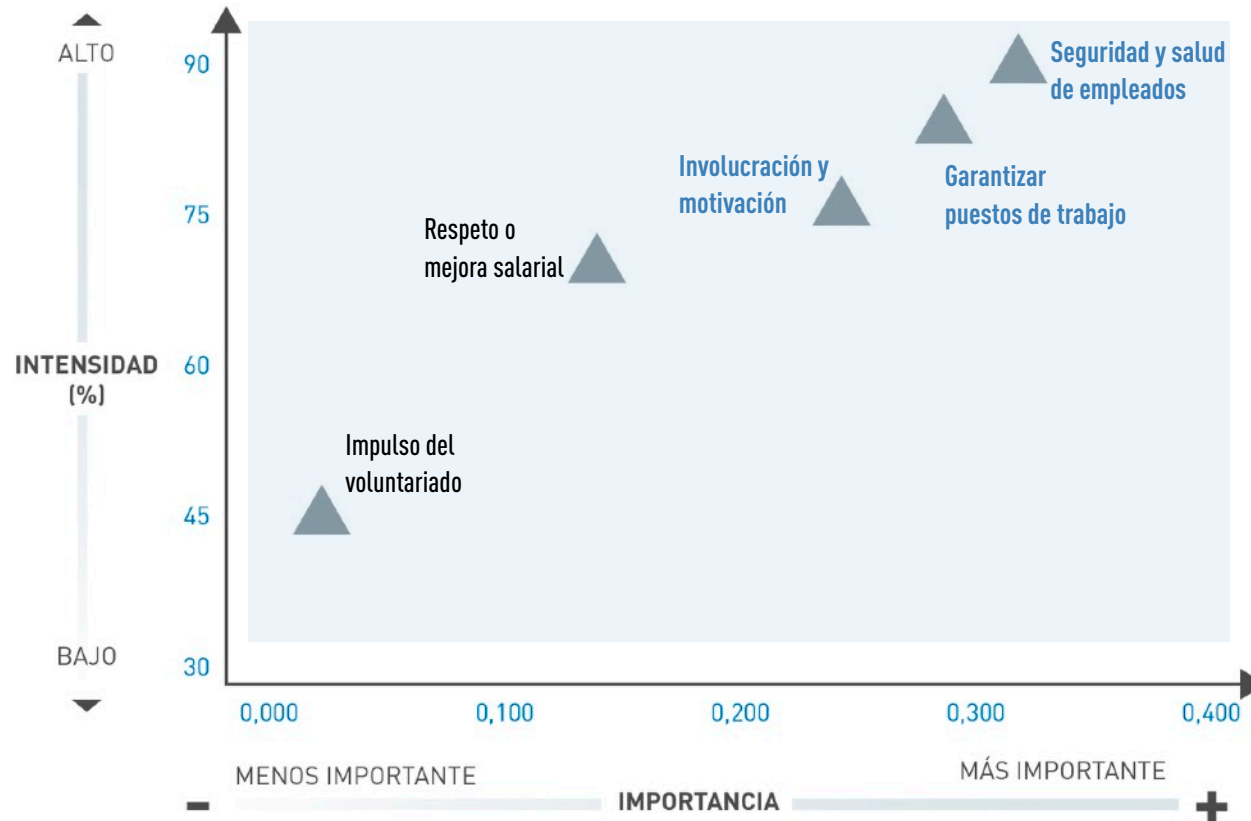 ALTO
90
Seguridad y salud
de empleados
Involucración y
motivación
Garantizar
puestos de trabajo
75
Respeto o
mejora salarial
INTENSIDAD
(%)
60
Impulso del
voluntariado
45
BAJO
30
0,000
0,100
0,200
0,300
0,400
MENOS IMPORTANTE
MÁS IMPORTANTE
- IMPORTANCIA +